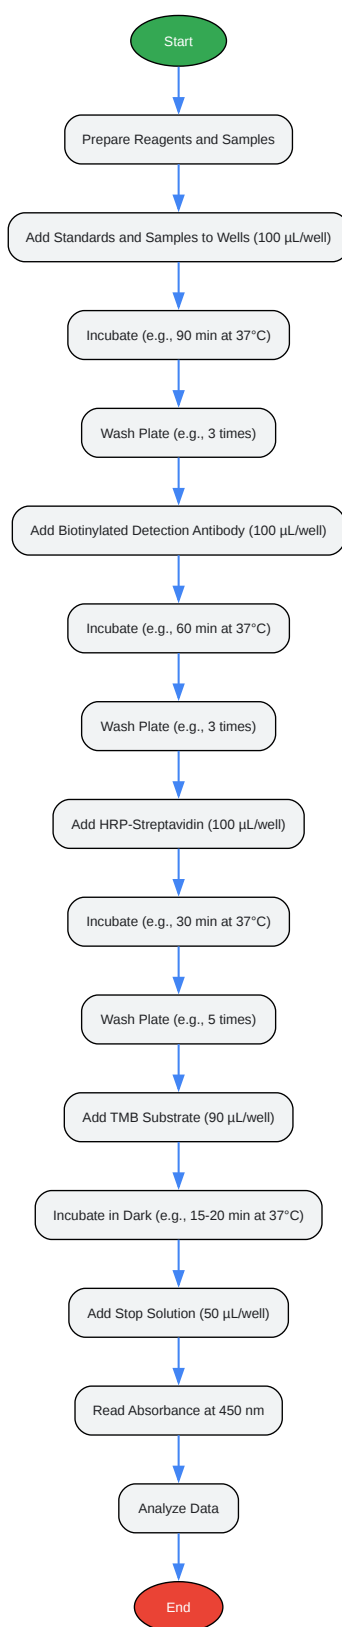 Start
Prepare Reagents and Samples
Add Standards and Samples to Wells (100 µL/well)
Incubate (e.g., 90 min at 37°C)
Wash Plate (e.g., 3 times)
Add Biotinylated Detection Antibody (100 µL/well)
Incubate (e.g., 60 min at 37°C)
Wash Plate (e.g., 3 times)
Add HRP-Streptavidin (100 µL/well)
Incubate (e.g., 30 min at 37°C)
Wash Plate (e.g., 5 times)
Add TMB Substrate (90 µL/well)
Incubate in Dark (e.g., 15-20 min at 37°C)
Add Stop Solution (50 µL/well)
Read Absorbance at 450 nm
Analyze Data
End